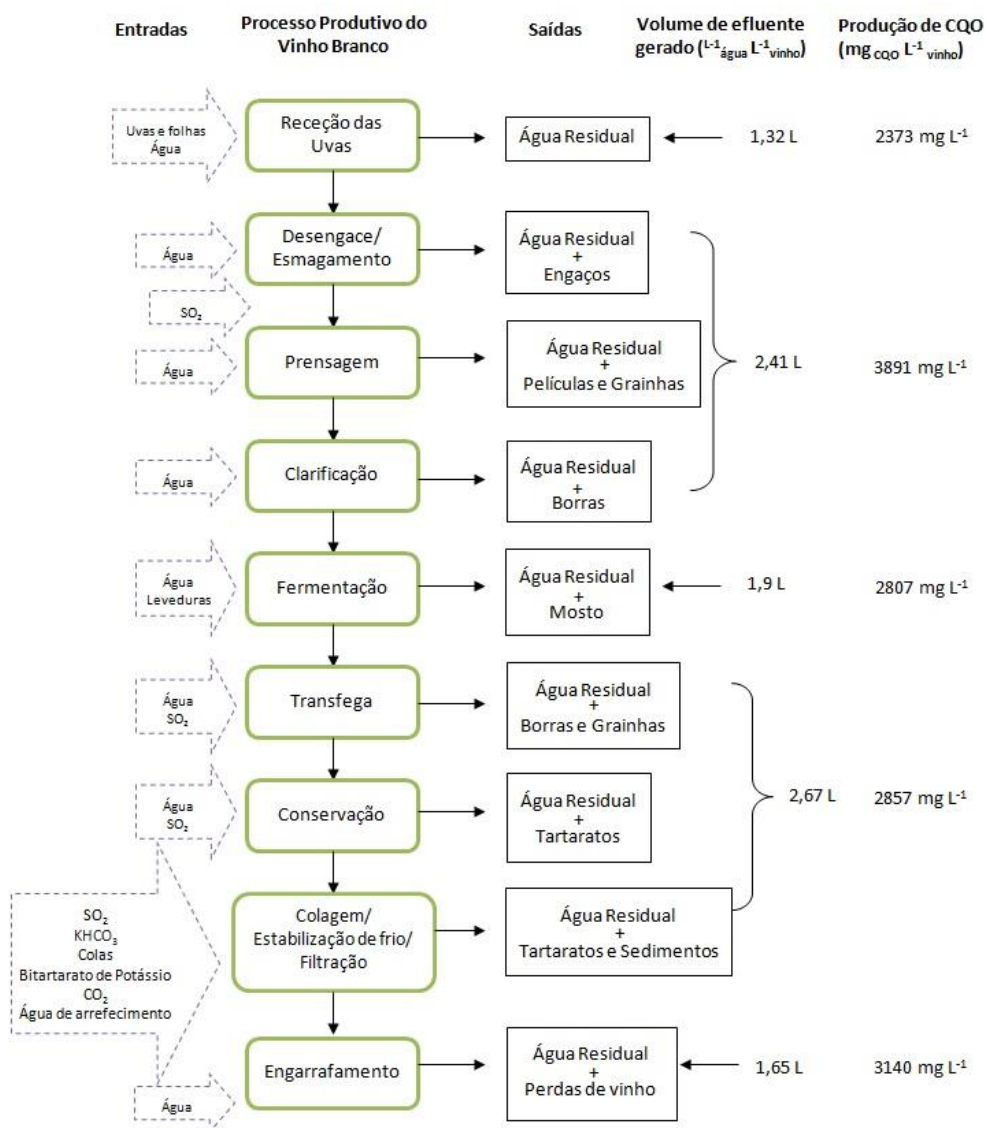 Entradas
Processo Produtivo do
Vinho Branco
Saídas
Volume de efluente
gerado (L-1água L-1vinho)
Produção de CQO
(mg CQO L-1 vinho)
Uvas e folhas
Água
Receção das
Uvas
Água Residual
1,32 L
2373 mg L-1
Água
Desengace/
Esmagamento
Água Residual
+
Engaços
SO2
Água
Prensagem
Água Residual
+
Películas e Grainhas
2,41 L
3891 mg L-1
Água
Clarificação
Água Residual
+
Borras
Água
Leveduras
Fermentação
Água Residual
+
Mosto
1,9 L
2807 mg L-1
Água
SO2
Transfega
Água Residual
+
Borras e Grainhas
Água
SO2
Conservação
Água Residual
+
Tartaratos
2,67 L
2857 mg L-1
SO2
KHCO3
Colas
Bitartarato de Potássio
CO2
Água de arrefecimento
Colagem/
Estabilização de frio/
Filtração
Água Residual
+
Tartaratos e Sedimentos
Água
Engarrafamento
Água Residual
+
Perdas de vinho
1,65 L
3140 mg L-1